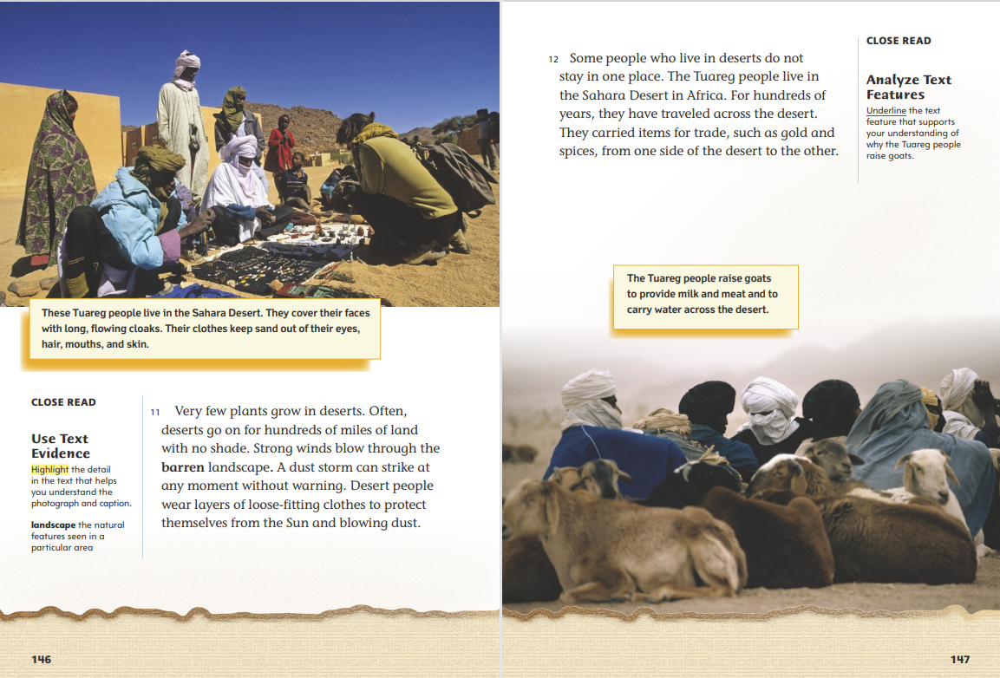 These Tuareg people live in the Sahara Desert. They cover their faces
with long, flowing cloaks. Their clothes keep sand out of their eyes,
hair, mouths, and skin.
CLOSE READ
Use Text
Evidence
Highlight the detail
in the text that helps
you understand the
photograph and caption.
landscape the natural
features seen in a
particular area
11 Very few plants grow in deserts. Often,
deserts go on for hundreds of miles of land
with no shade. Strong winds blow through the
barren landscape. A dust storm can strike at
any moment without warning. Desert people
wear layers of loose-fitting clothes to protect
themselves from the Sun and blowing dust.
146
12 Some people who live in deserts do not
stay in one place. The Tuareg people live in
the Sahara Desert in Africa. For hundreds of
years, they have traveled across the desert.
They carried items for trade, such as gold and
spices, from one side of the desert to the other.
CLOSE READ
Analyze Text
Features
Underline the text
feature that supports
your understanding of
why the Tuareg people
raise goats.
The Tuareg people raise goats
to provide milk and meat and to
carry water across the desert.
147